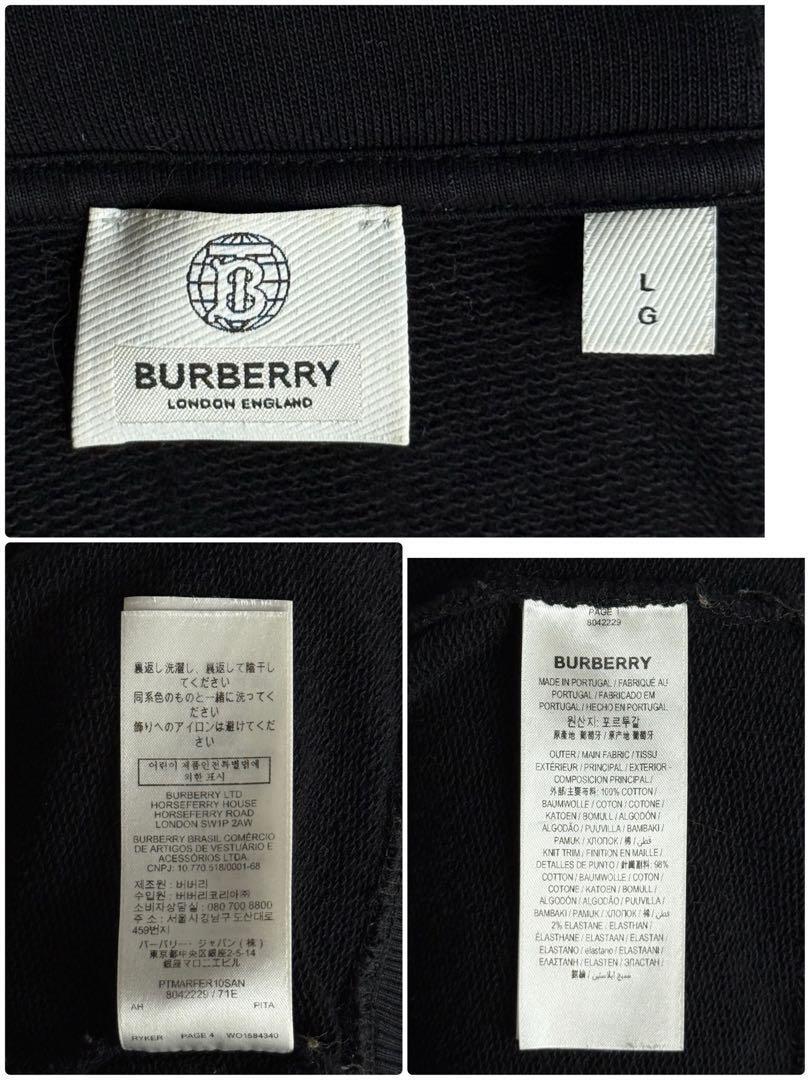 B
BURBERRY
LONDON ENGLAND
L
G
裏返し洗濯し、裏返して陰干し
てください
同系色のものと一緒に洗ってく
ださい
飾りへのアイロンは避けてくだ
さい
어린이 제품안전특별법에
의한 표시
BURBERRY LTD
HORSEFERRY HOUSE
HORSEFERRY ROAD
LONDON SW1P 2AW
BURBERRY BRASIL COMÉRCIO
DE ARTIGOS DE VESTUÁRIO E
ACESSÓRIOS LTDA.
CNPJ: 10.770.518/0001-68
제조원 : 버버리
수입원 : 버버리코리아㈜
소비자상담실 : 080 700 8800
주 소 : 서울시강남구도산대로
459번지
バーバリー・ジャパン(株)
東京都中央区銀座2-5-14
銀座マロニエビル
PTMARFER10SAN
8042229 / 71E
AH PITA
RYKER PAGE 4 WO1584340
PAGE 1
8042229
BURBERRY
MADE IN PORTUGAL / FABRIQUÉ AU
PORTUGAL / FABRICADO EM
PORTUGAL / HECHO EN PORTUGAL
원산지: 포르투갈
原產地 葡萄牙 / 原产地 葡萄牙
OUTER / MAIN FABRIC / TISSU
EXTÉRIEUR / PRINCIPAL / EXTERIOR -
COMPOSICIÓN PRINCIPAL /
外部/主要布料: 100% COTTON /
BAUMWOLLE / COTON / COTONE /
KATOEN / BOMULL / ALGODÓN /
ALGODÃO / PUUVILLA / BAMBAKI /
PAMUK / ХЛОПОК / 棉 / قطن /
KNIT TRIM / FINITION EN MAILLE /
DETALLES DE PUNTO / 針織副料: 98%
COTTON / BAUMWOLLE / COTON /
COTONE / KATOEN / BOMULL /
ALGODÓN / ALGODÃO / PUUVILLA /
BAMBAKI / PAMUK / ХЛОПОК / 棉 / قطن /
2% ELASTANE / ELASTHAN /
ÉLASTHANNE / ELASTAAN / ELASTAN /
ELASTANO / elastano / ELASTAANI /
ΕΛΑΣΤΑΝΗ / ELASTEN / ЭЛАСТАН /